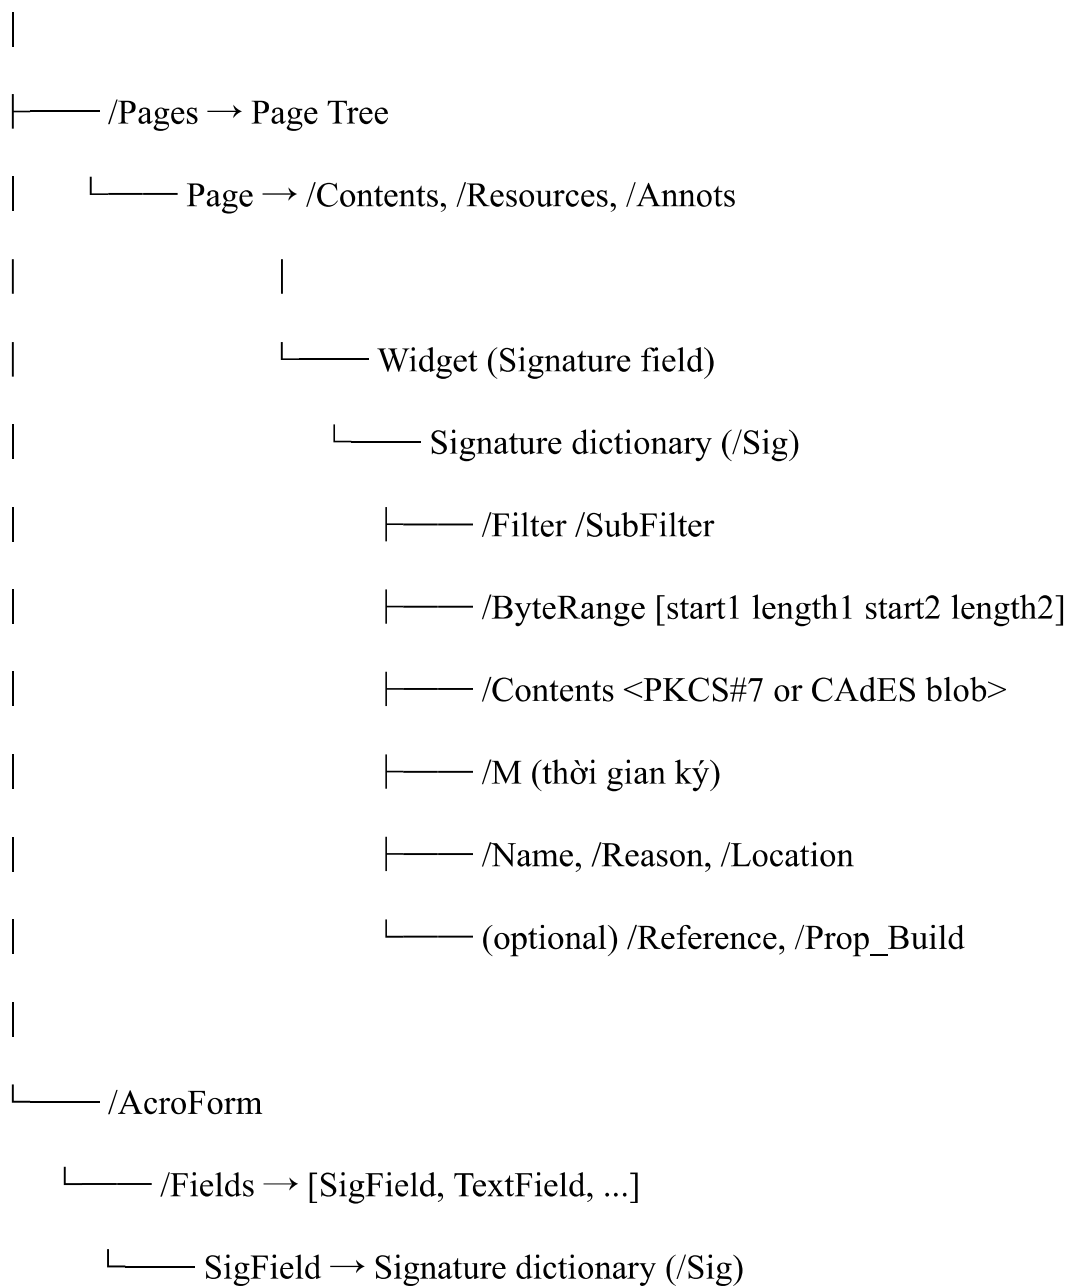 │
├── /Pages → Page Tree
│ └── Page → /Contents, /Resources, /Annots
│ │
│ └── Widget (Signature field)
│ └── Signature dictionary (/Sig)
│ ├── /Filter /SubFilter
│ ├── /ByteRange [start1 length1 start2 length2]
│ ├── /Contents <PKCS#7 or CAdES blob>
│ ├── /M (thời gian ký)
│ ├── /Name, /Reason, /Location
│ └── (optional) /Reference, /Prop_Build
│
└── /AcroForm
└── /Fields → [SigField, TextField, ...]
└── SigField → Signature dictionary (/Sig)